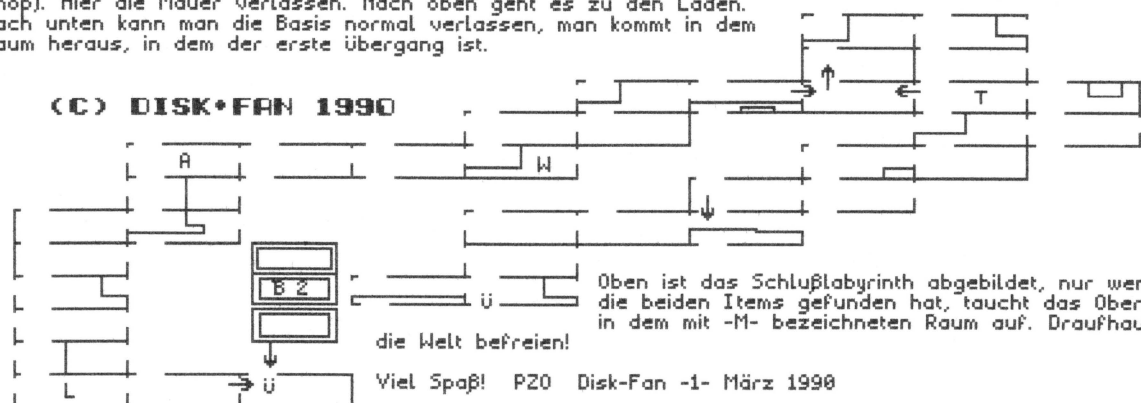 hop). Hier die Mauer verlassen. Nach oben geht es zu den Läden.
ach unten kann man die Basis normal verlassen, man kommt in dem
aum heraus, in dem der erste Übergang ist.
(C) DISK*FAN 1990
T
A
W
B 2
Ü
Oben ist das Schlußlabyrinth abgebildet, nur wer
die beiden Items gefunden hat, taucht das Ober
in dem mit -M- bezeichneten Raum auf. Draufhau
die Welt befreien!
Viel Spaß! PZO Disk-Fan -1- März 1990
Ü
L